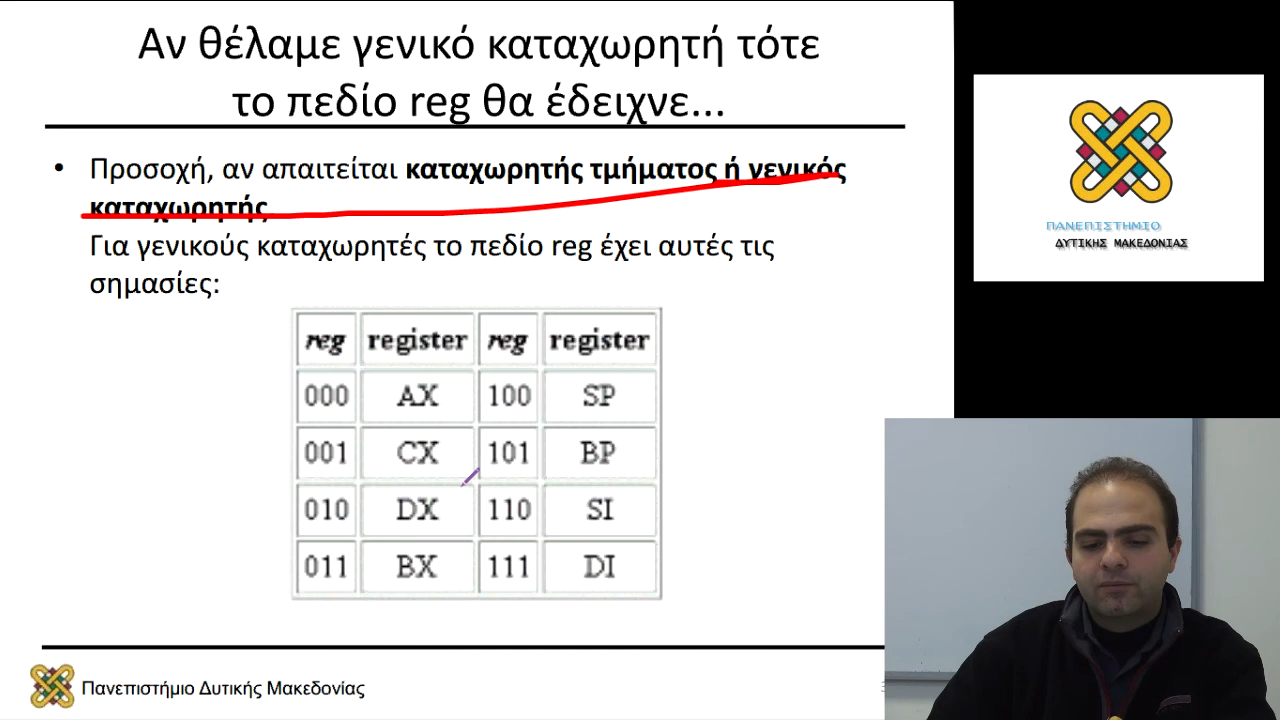 Αν θέλαμε γενικό καταχωρητή τότε
το πεδίο reg θα έδειχνε...
• Προσοχή, αν απαιτείται καταχωρητής τμήματος ή γενικός
καταχωρητής
Για γενικούς καταχωρητές το πεδίο reg έχει αυτές τις
σημασίες:
reg register reg register
000 AX 100 SP
001 CX 101 BP
010 DX 110 SI
011 BX 111 DI
Πανεπιστήμιο Δυτικής Μακεδονίας
ΠΑΝΕΠΙΣΤΗΜΙΟ
ΔΥΤΙΚΗΣ ΜΑΚΕΔΟΝΙΑΣ